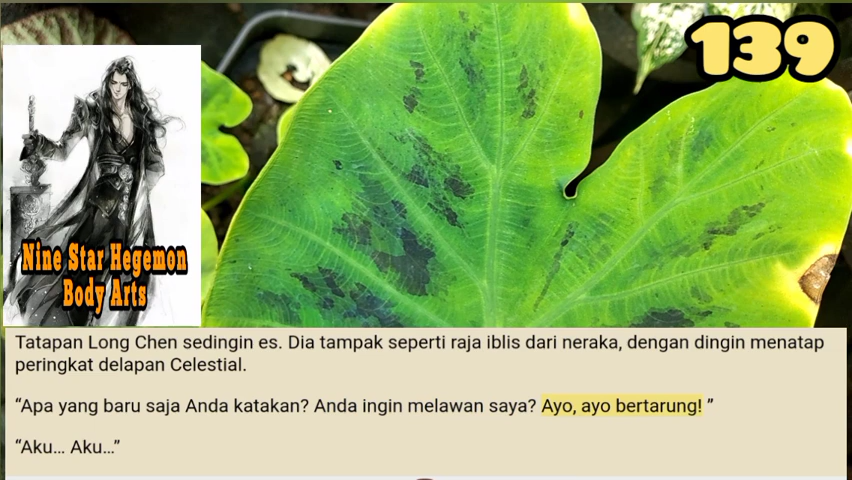 139
Nine Star Hegemon
Body Arts
Tatapan Long Chen sedingin es. Dia tampak seperti raja iblis dari neraka, dengan dingin menatap
peringkat delapan Celestial.
“Apa yang baru saja Anda katakan? Anda ingin melawan saya? Ayo, ayo bertarung! ”
“Aku... Aku...”